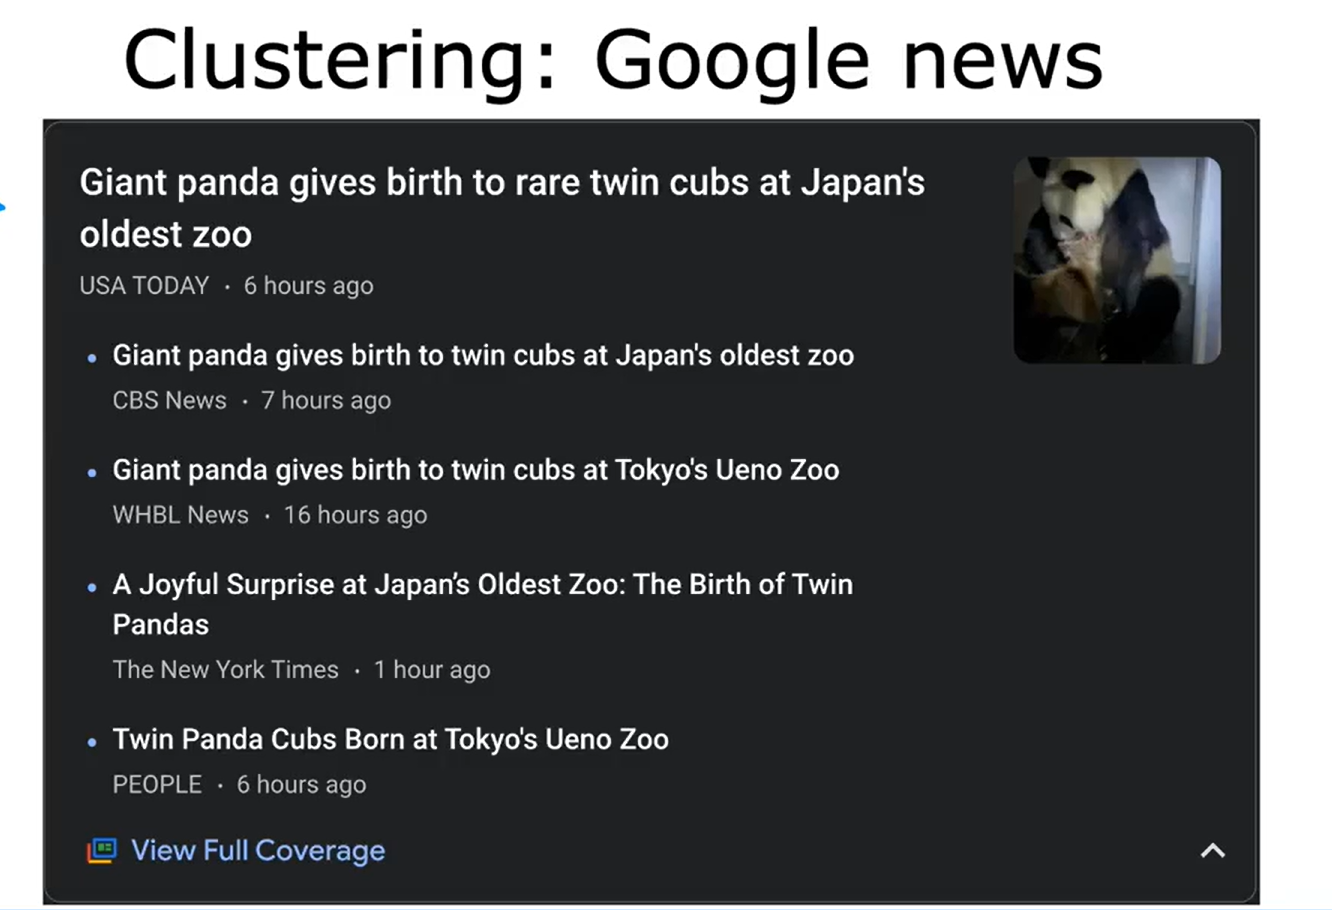 Clustering: Google news
Giant panda gives birth to rare twin cubs at Japan's
oldest zoo
USA TODAY · 6 hours ago
• Giant panda gives birth to twin cubs at Japan's oldest zoo
CBS News · 7 hours ago
• Giant panda gives birth to twin cubs at Tokyo's Ueno Zoo
WHBL News · 16 hours ago
• A Joyful Surprise at Japan’s Oldest Zoo: The Birth of Twin
Pandas
The New York Times · 1 hour ago
• Twin Panda Cubs Born at Tokyo's Ueno Zoo
PEOPLE · 6 hours ago
View Full Coverage